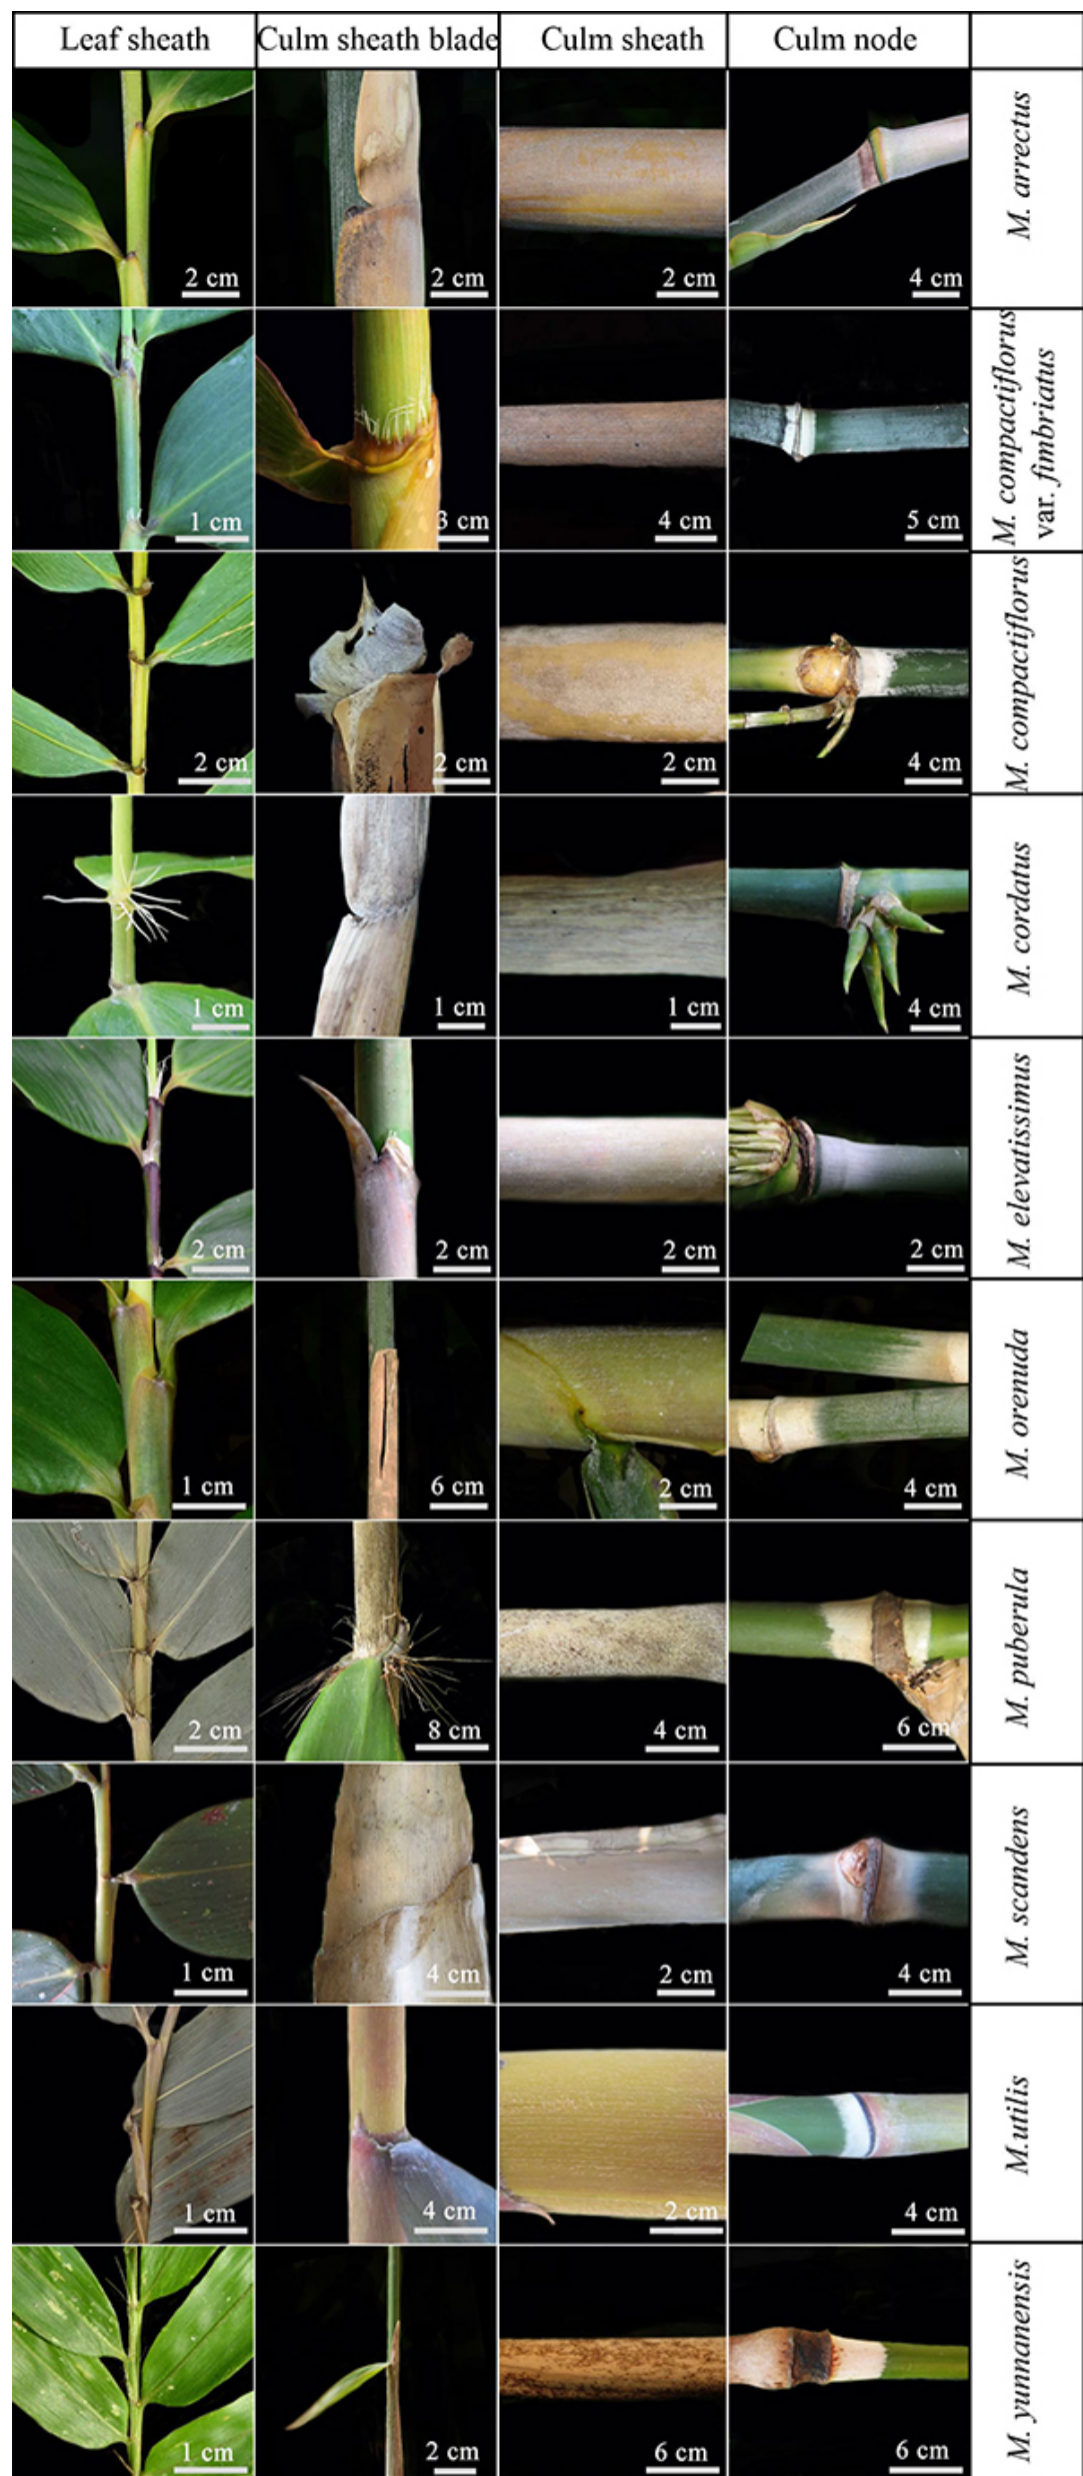 Leaf sheath
Culm sheath blade
Culm sheath
Culm node
2 cm
2 cm
2 cm
4 cm
M. arrectus
1 cm
3 cm
4 cm
5 cm
M. compactiflorus
var. fimbriatus
2 cm
2 cm
2 cm
4 cm
M. compactiflorus
1 cm
1 cm
1 cm
4 cm
M. cordatus
2 cm
2 cm
2 cm
2 cm
M. elevatissimus
1 cm
6 cm
2 cm
4 cm
M. orenuda
2 cm
8 cm
4 cm
6 cm
M. puberula
1 cm
4 cm
2 cm
4 cm
M. scandens
1 cm
4 cm
2 cm
4 cm
M.utilis
1 cm
2 cm
6 cm
6 cm
M. yunnanensis